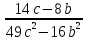 (14 c − 8 b) / (49 c² − 16 b²)